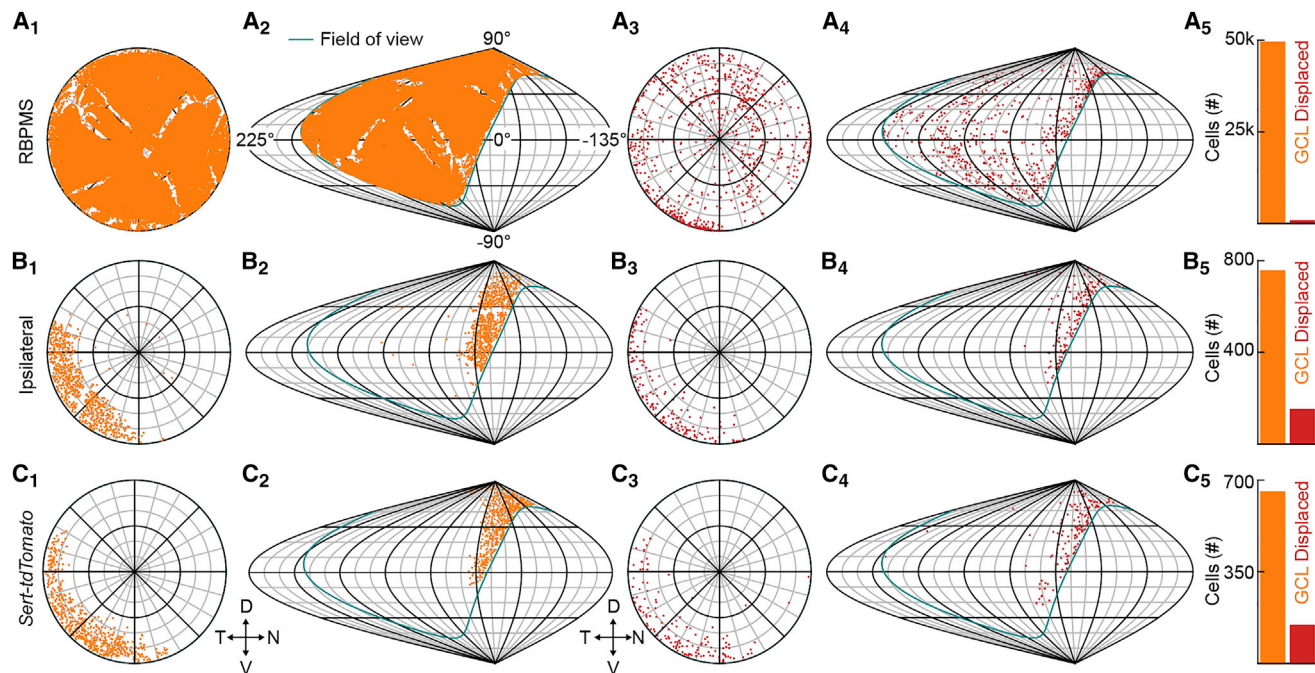 A1
A2
A3
A4
A5
Field of view
90°
225°
0°
-135°
-90°
RBPMS
50k
25k
Cells (#)
GCL Displaced
B1
B2
B3
B4
B5
Ipsilateral
800
400
Cells (#)
GCL Displaced
C1
C2
C3
C4
C5
Sert-tdTomato
D
T N
V
D
T N
V
700
350
Cells (#)
GCL Displaced